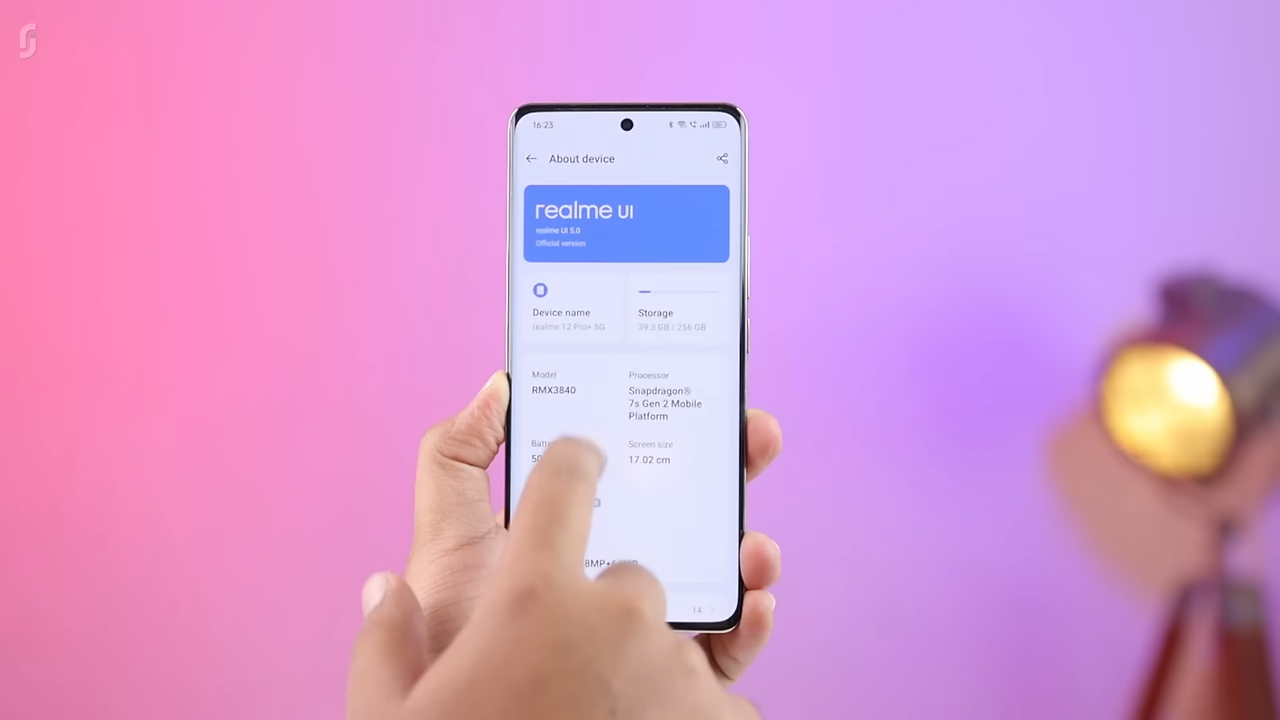 16:23
About device
realme UI
realme UI 5.0
Official version
Device name
realme 12 Pro+ 5G
Storage
39.3 GB / 256 GB
Model
RMX3840
Processor
Snapdragon®
7s Gen 2 Mobile
Platform
Screen size
17.02 cm
14